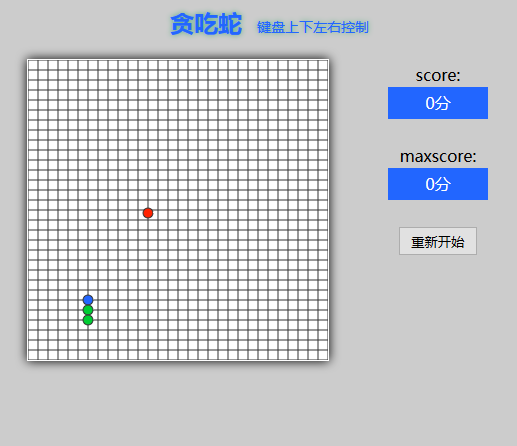 贪吃蛇 键盘上下左右控制
score:
0分
maxscore:
0分
重新开始